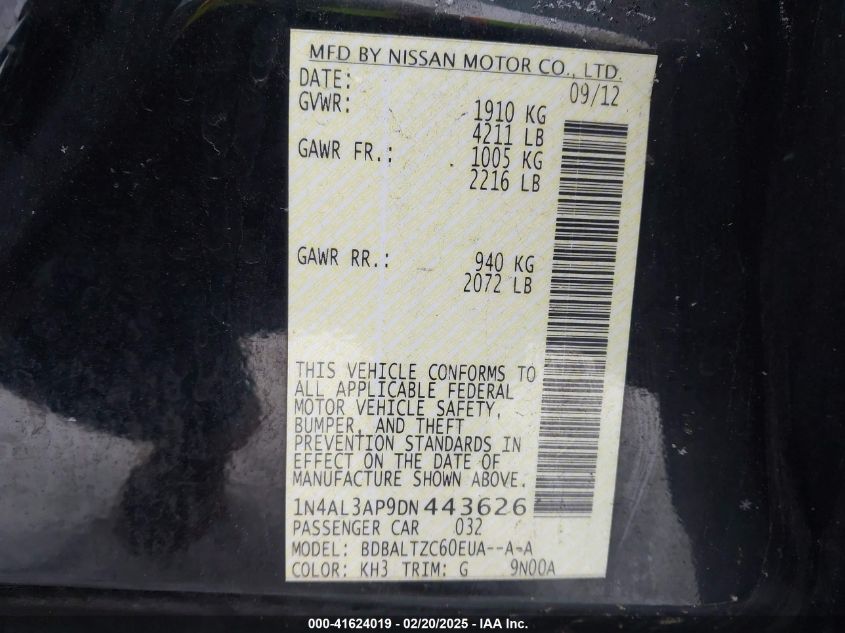 MFD BY NISSAN MOTOR CO., LTD.
DATE: 09/12
GVWR: 1910 KG
4211 LB
GAWR FR.: 1005 KG
2216 LB
GAWR RR.: 940 KG
2072 LB
THIS VEHICLE CONFORMS TO
ALL APPLICABLE FEDERAL
MOTOR VEHICLE SAFETY,
BUMPER, AND THEFT
PREVENTION STANDARDS IN
EFFECT ON THE DATE OF
MANUFACTURE SHOWN ABOVE.
1N4AL3AP9DN443626
PASSENGER CAR 032
MODEL: BDBALTZC60EUA--A-A
COLOR: KH3 TRIM: G 9N00A
000-41624019 - 02/20/2025 - IAA Inc.